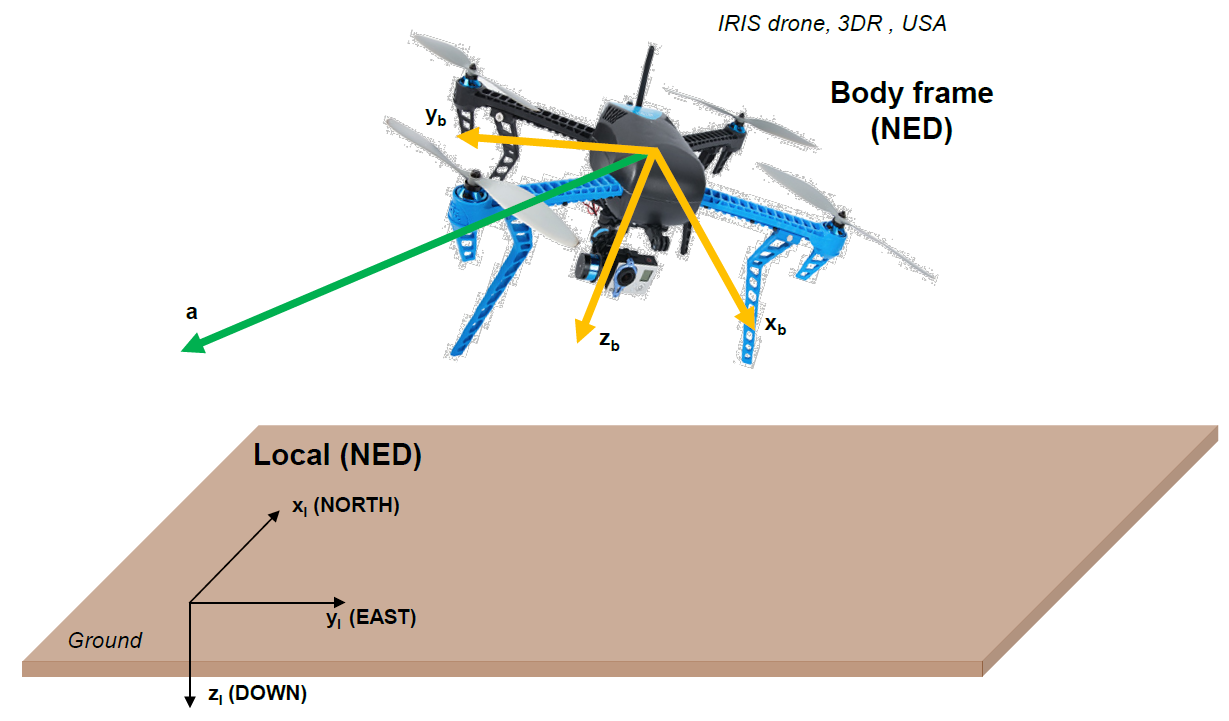 IRIS drone, 3DR , USA
Body frame
(NED)
y_b
a
z_b
x_b
Local (NED)
x_l (NORTH)
y_l (EAST)
Ground
z_l (DOWN)